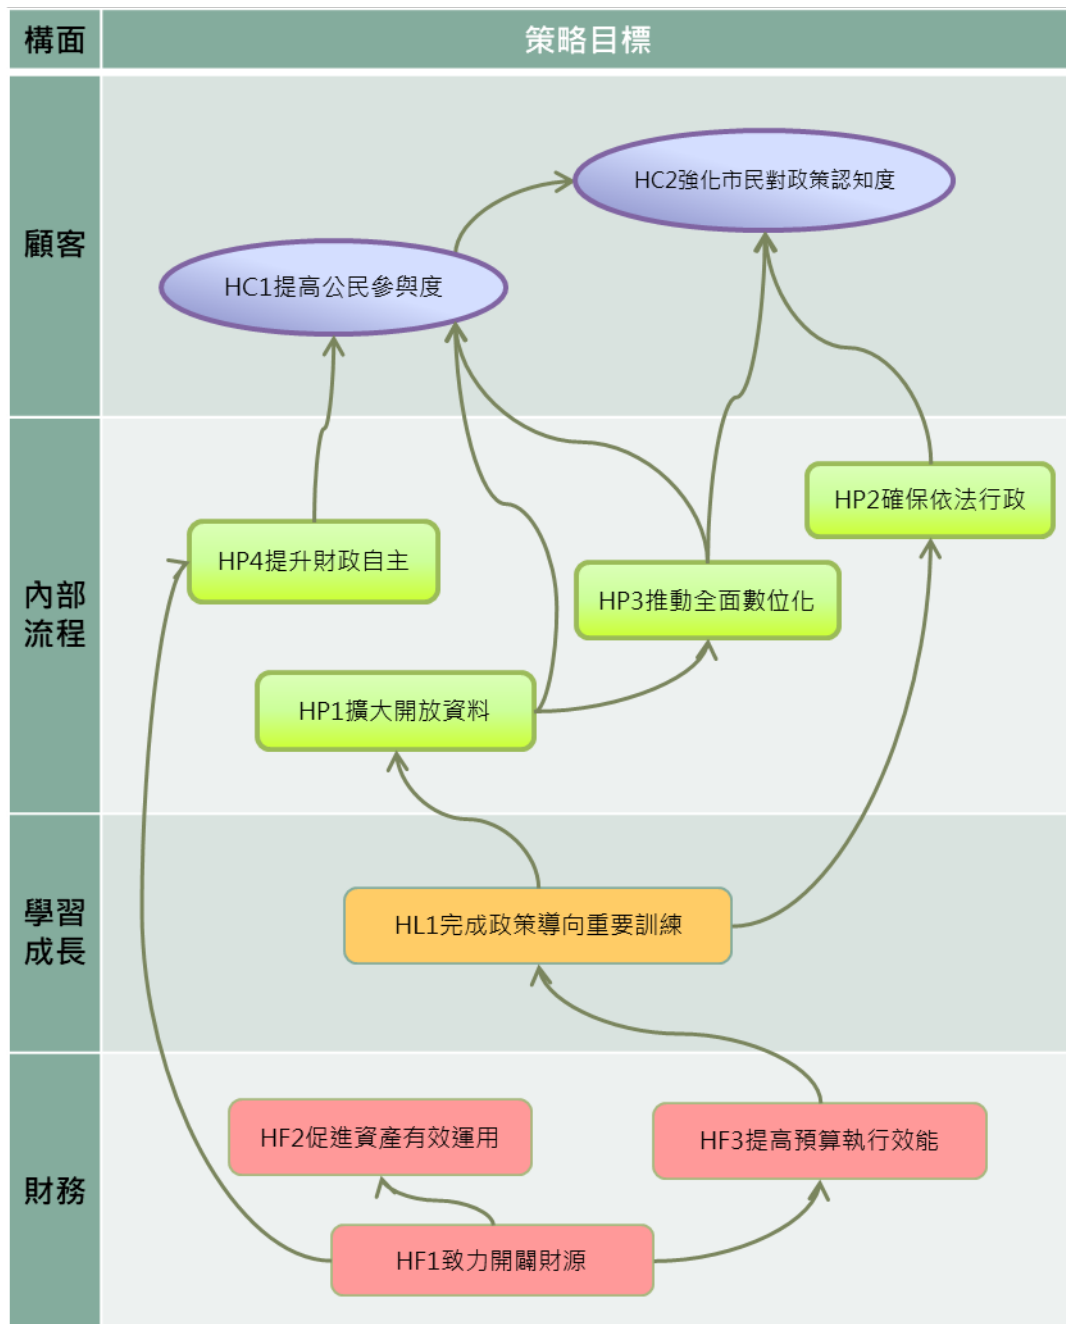 構面
策略目標
顧客
HC2強化市民對政策認知度
HC1提高公民參與度
內部
流程
HP2確保依法行政
HP4提升財政自主
HP3推動全面數位化
HP1擴大開放資料
學習
成長
HL1完成政策導向重要訓練
財務
HF2促進資產有效運用
HF3提高預算執行效能
HF1致力開闢財源